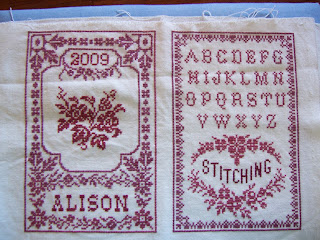 2009
ALISON
ABCDEFG
HIJKLMN
OPQRSTU
VWXYZ
STITCHING